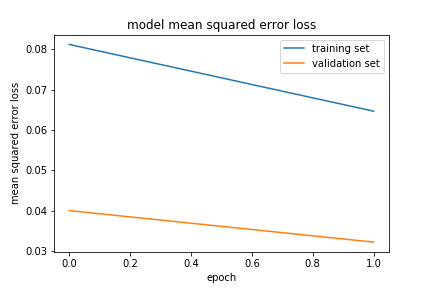 model mean squared error loss
training set
validation set
0.08
0.07
0.06
0.05
0.04
0.03
mean squared error loss
0.0 0.2 0.4 0.6 0.8 1.0
epoch